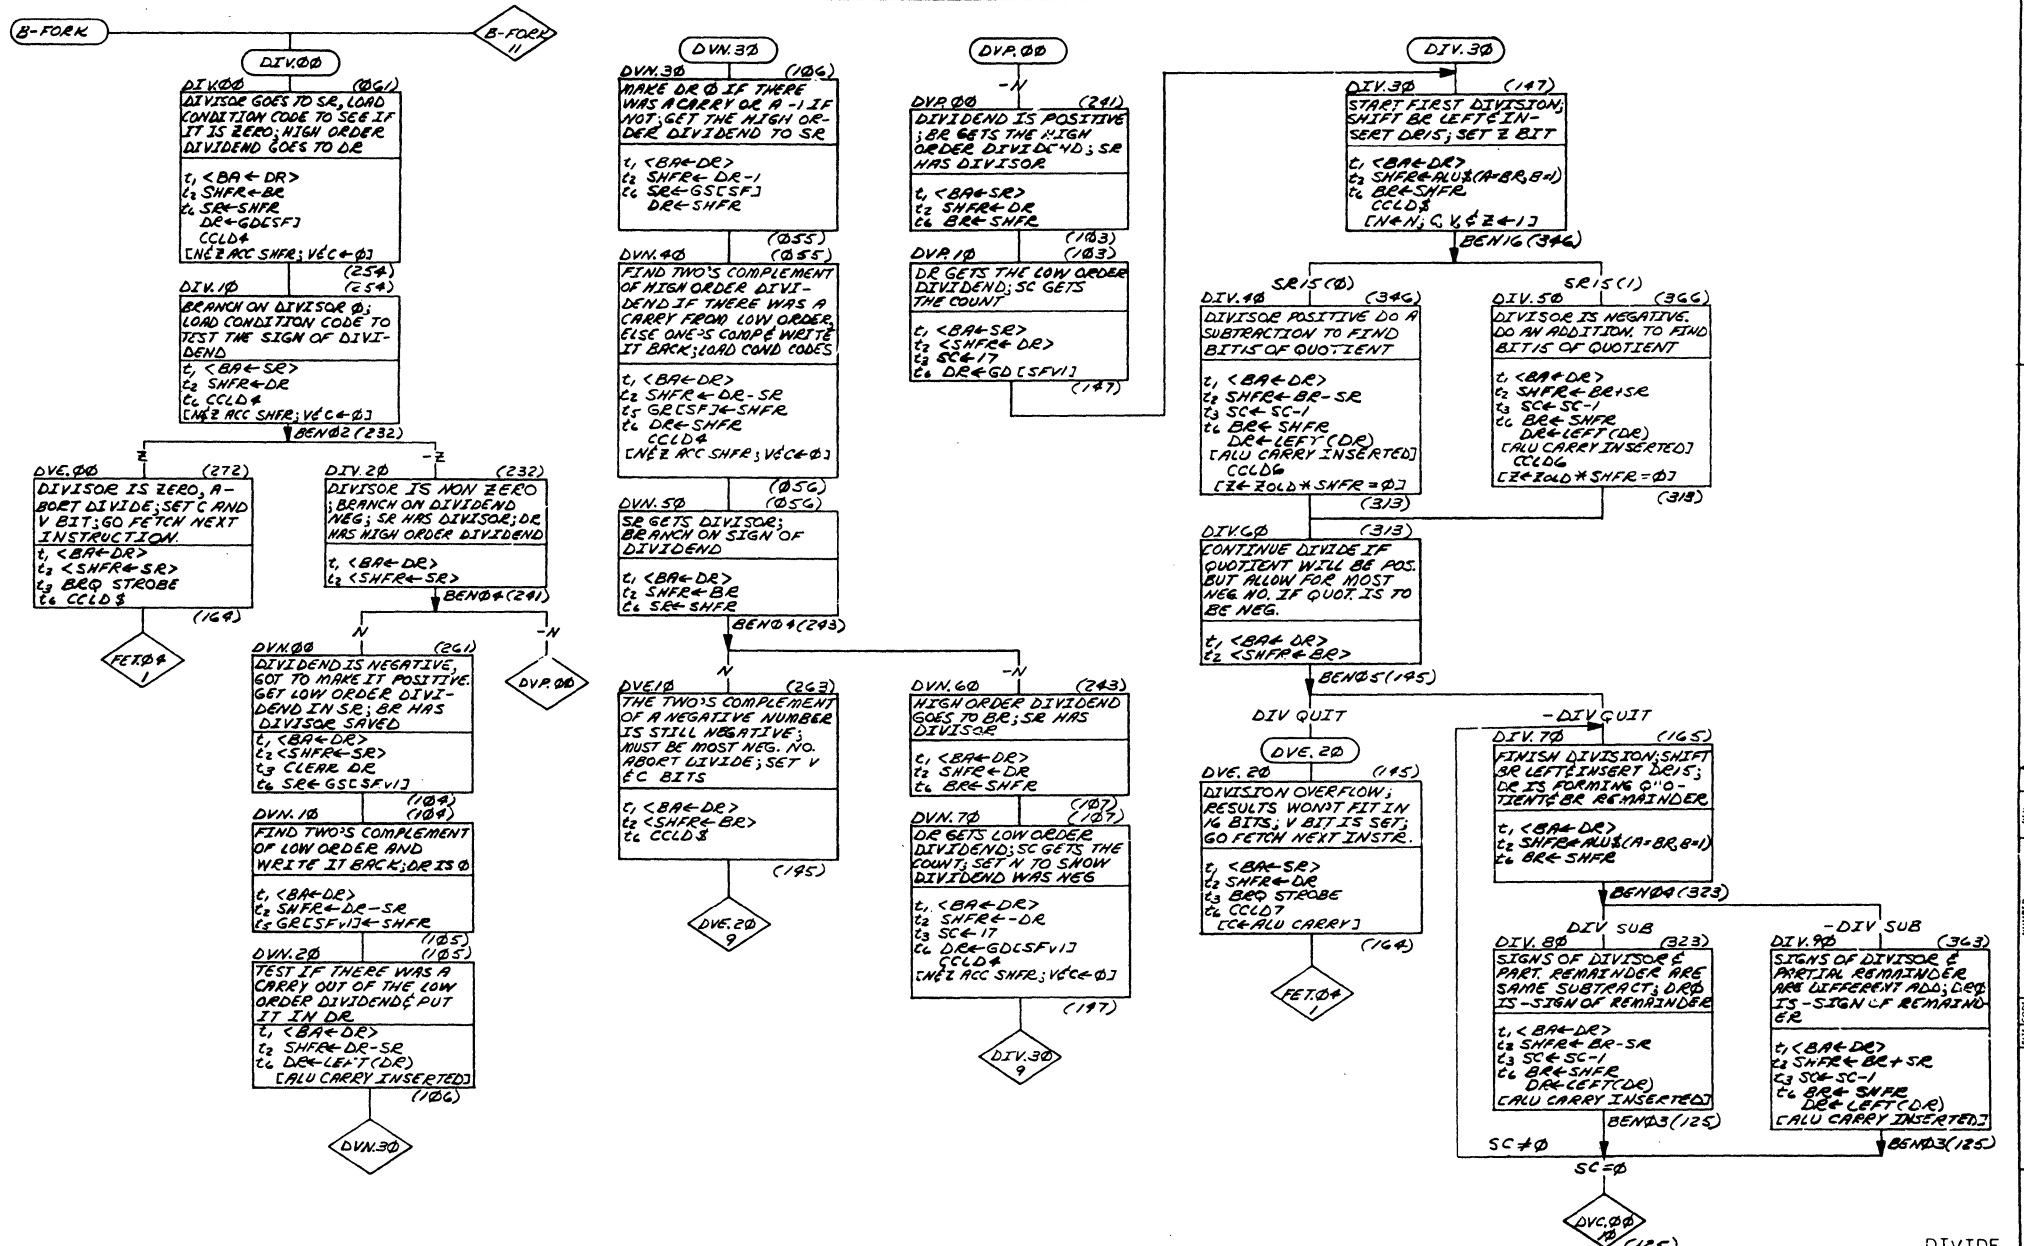 B-FORK
B-FORK
11
DIV.00
DIV.00 (061)
DIVISOR GOES TO SR, LOAD
CONDITION CODE TO SEE IF
IT IS ZERO; HIGH ORDER
DIVIDEND GOES TO DR
t1 <BA←DR>
t2 SHFR←BR
t6 SR←SHFR
DR←GD[SF]
CCLD4
[N&Z ACC SHFR; V&C←0]
(254)
DIV.10 (254)
BRANCH ON DIVISOR 0;
LOAD CONDITION CODE TO
TEST THE SIGN OF DIVI-
DEND
t1 <BA←SR>
t2 SHFR←DR
t6 CCLD4
[N&Z ACC SHFR; V&C←0]
BEN02 (232)
Z
-Z
DVE.00 (272)
DIVISOR IS ZERO, A-
BORT DIVIDE; SET C AND
V BIT; GO FETCH NEXT
INSTRUCTION.
t1 <BA←DR>
t2 <SHFR←SR>
t3 BRQ STROBE
t6 CCLD$
(164)
FET.04
1
DIV.20 (232)
DIVISOR IS NON ZERO
; BRANCH ON DIVIDEND
NEG; SR HAS DIVISOR; DR
HAS HIGH ORDER DIVIDEND
t1 <BA←DR>
t2 <SHFR←SR>
BEN04 (241)
N
-N
DVP.00
DVN.00 (261)
DIVIDEND IS NEGATIVE,
GOT TO MAKE IT POSITIVE.
GET LOW ORDER DIVI-
DEND IN SR; BR HAS
DIVISOR SAVED
t1 <BA←DR>
t2 <SHFR←SR>
t3 CLEAR DR
t6 SR←GS[SFv1]
(104)
DVN.10 (104)
FIND TWO'S COMPLEMENT
OF LOW ORDER AND
WRITE IT BACK; DR IS 0
t1 <BA←DR>
t2 SHFR←DR-SR
t5 GR[SFv1]←SHFR
(105)
DVN.20 (105)
TEST IF THERE WAS A
CARRY OUT OF THE LOW
ORDER DIVIDEND & PUT
IT IN DR
t1 <BA←DR>
t2 SHFR←DR-SR
t6 DR←LEFT(DR)
[ALU CARRY INSERTED]
(106)
DVN.30
DVN.30
DVN.30 (106)
MAKE DR 0 IF THERE
WAS A CARRY OR A -1 IF
NOT; GET THE HIGH OR-
DER DIVIDEND TO SR
t1 <BA←DR>
t2 SHFR←DR-1
t6 SR←GS[SF]
DR←SHFR
(055)
DVN.40 (055)
FIND TWO'S COMPLEMENT
OF HIGH ORDER DIVI-
DEND IF THERE WAS A
CARRY FROM LOW ORDER,
ELSE ONE'S COMP & WRITE
IT BACK; LOAD COND CODES
t1 <BA←DR>
t2 SHFR←DR-SR
t5 GR[SF]←SHFR
t6 DR←SHFR
CCLD4
[N&Z ACC SHFR; V&C←0]
(056)
DVN.50 (056)
SR GETS DIVISOR;
BRANCH ON SIGN OF
DIVIDEND
t1 <BA←DR>
t2 SHFR←BR
t6 SR←SHFR
BEN04 (243)
N
-N
DVE.10 (263)
THE TWO'S COMPLEMENT
OF A NEGATIVE NUMBER
IS STILL NEGATIVE;
MUST BE MOST NEG. NO.
ABORT DIVIDE; SET V
& C BITS
t1 <BA←DR>
t2 <SHFR←BR>
t6 CCLD$
(145)
DVE.20
9
DVN.60 (243)
HIGH ORDER DIVIDEND
GOES TO BR; SR HAS
DIVISOR
t1 <BA←DR>
t2 SHFR←DR
t6 BR←SHFR
(107)
DVN.70 (107)
DR GETS LOW ORDER
DIVIDEND; SC GETS THE
COUNT; SET N TO SHOW
DIVIDEND WAS NEG
t1 <BA←DR>
t2 SHFR←-DR
t3 SC←17
t6 DR←GD[SFv1]
CCLD4
[N&Z ACC SHFR; V&C←0]
(147)
DIV.30
9
DVP.00
-N
DVP.00 (241)
DIVIDEND IS POSITIVE
; BR GETS THE HIGH
ORDER DIVIDEND; SR
HAS DIVISOR
t1 <BA←SR>
t2 SHFR←DR
t6 BR←SHFR
(103)
DVP.10 (103)
DR GETS THE LOW ORDER
DIVIDEND; SC GETS
THE COUNT
t1 <BA←SR>
t2 <SHFR←DR>
t3 SC←17
t6 DR←GD[SFV1]
(147)
DIV.30
DIV.30 (147)
START FIRST DIVISION;
SHIFT BR LEFT & IN-
SERT DR15; SET Z BIT
t1 <BA←DR>
t2 SHFR←ALU$(A=BR,B=1)
t6 BR←SHFR
CCLD$
[N←N; C, V, & Z←1]
BEN16 (346)
SR15(0)
SR15(1)
DIV.40 (346)
DIVISOR POSITIVE DO A
SUBTRACTION TO FIND
BIT15 OF QUOTIENT
t1 <BA←DR>
t2 SHFR←BR-SR
t3 SC←SC-1
t6 BR←SHFR
DR←LEFT(DR)
[ALU CARRY INSERTED]
CCLD6
[Z←ZOLD*SHFR=0]
(313)
DIV.50 (366)
DIVISOR IS NEGATIVE.
DO AN ADDITION. TO FIND
BIT15 OF QUOTIENT
t1 <BA←DR>
t2 SHFR←BR+SR
t3 SC←SC-1
t6 BR←SHFR
DR←LEFT(DR)
[ALU CARRY INSERTED]
CCLD6
[Z←ZOLD*SHFR=0]
(313)
DIV.60 (313)
CONTINUE DIVIDE IF
QUOTIENT WILL BE POS.
BUT ALLOW FOR MOST
NEG NO. IF QUOT. IS TO
BE NEG.
t1 <BA←DR>
t2 <SHFR←BR>
BEN05 (145)
DIV QUIT
-DIV QUIT
DVE.20
DVE.20 (145)
DIVISION OVERFLOW;
RESULTS WON'T FIT IN
16 BITS; V BIT IS SET;
GO FETCH NEXT INSTR.
t1 <BA←SR>
t2 SHFR←DR
t3 BRQ STROBE
t6 CCLD7
[C←ALU CARRY]
(164)
FET.04
1
DIV.70 (165)
FINISH DIVISION; SHIFT
BR LEFT & INSERT DR15;
DR IS FORMING QUO-
TIENT & BR REMAINDER
t1 <BA←DR>
t2 SHFR←ALU$(A=BR,B=1)
t6 BR←SHFR
BEN04 (323)
DIV SUB
-DIV SUB
DIV.80 (323)
SIGNS OF DIVISOR &
PART. REMAINDER ARE
SAME SUBTRACT; DR0
IS -SIGN OF REMAINDER
t1 <BA←DR>
t2 SHFR←BR-SR
t3 SC←SC-1
t6 BR←SHFR
DR←LEFT(DR)
[ALU CARRY INSERTED]
BEN03 (125)
DIV.90 (363)
SIGNS OF DIVISOR &
PARTIAL REMAINDER
ARE DIFFERENT ADD; DR0
IS -SIGN OF REMAIND-
ER
t1 <BA←DR>
t2 SHFR←BR+SR
t3 SC←SC-1
t6 BR←SHFR
DR←LEFT(DR)
[ALU CARRY INSERTED]
BEN03 (125)
SC≠0
SC=0
DVC.00
10
(125)
DIVIDE